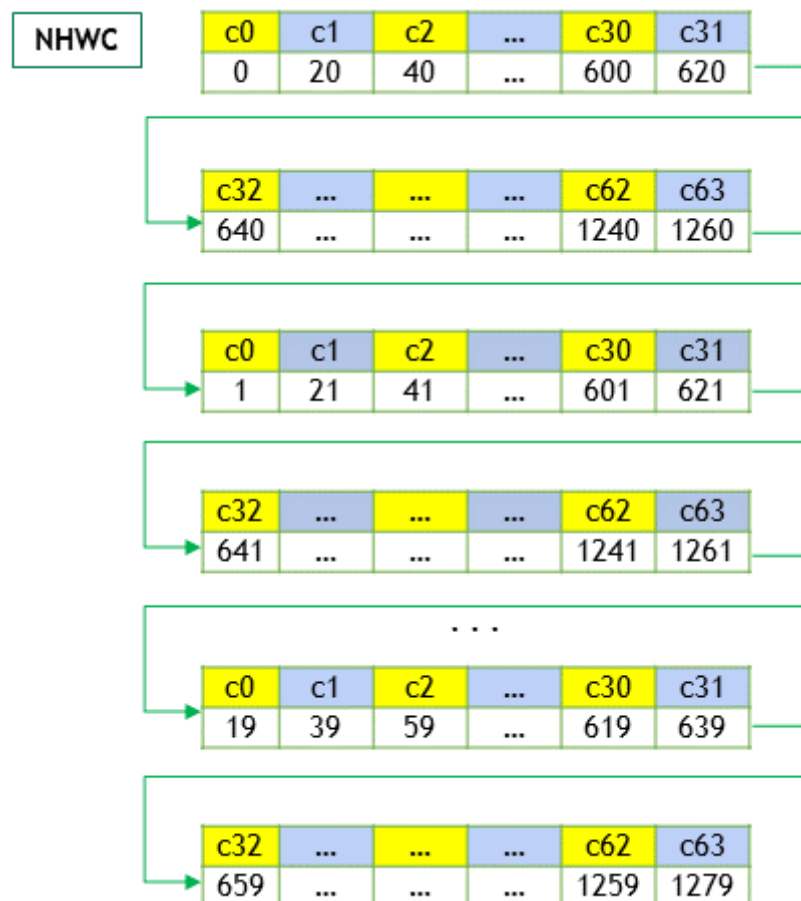 NHWC
c0 c1 c2 ... c30 c31
0 20 40 ... 600 620
c32 ... ... ... c62 c63
640 ... ... ... 1240 1260
c0 c1 c2 ... c30 c31
1 21 41 ... 601 621
c32 ... ... ... c62 c63
641 ... ... ... 1241 1261
...
c0 c1 c2 ... c30 c31
19 39 59 ... 619 639
c32 ... ... ... c62 c63
659 ... ... ... 1259 1279